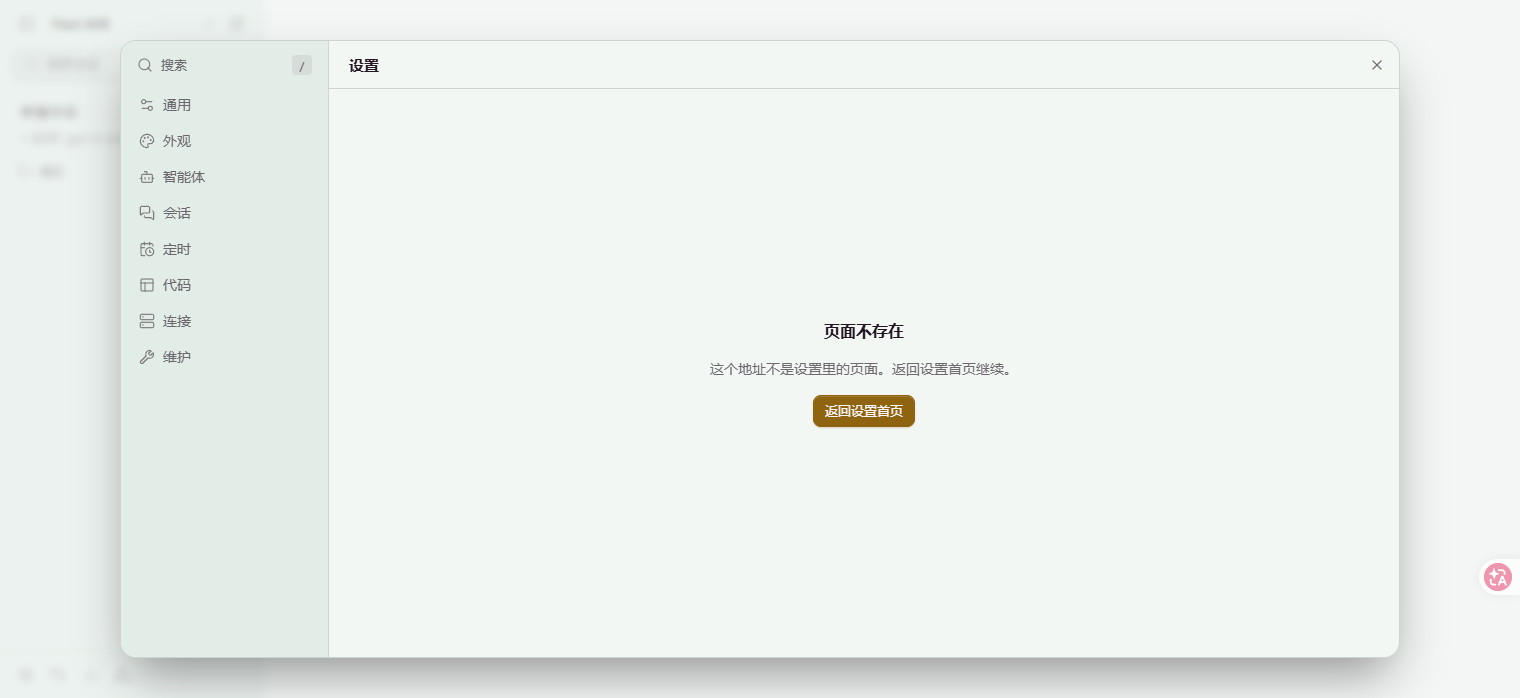 搜索
/
设置
通用
外观
智能体
会话
定时
代码
连接
维护
页面不存在
这个地址不是设置里的页面。返回设置首页继续。
返回设置首页